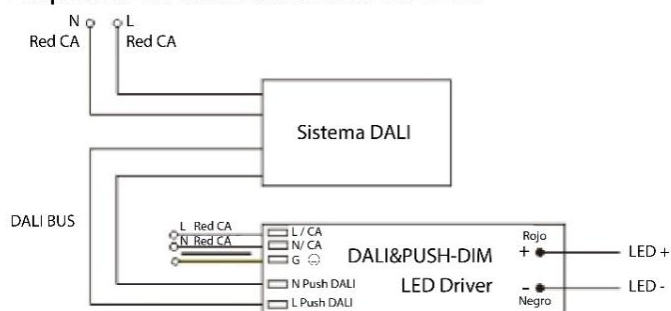 N L
Red CA Red CA
Sistema DALI
DALI BUS
L Red CA
N Red CA
L / CA
N/ CA
G
N Push DALI
L Push DALI
DALI&PUSH-DIM
LED Driver
Rojo
+
-
Negro
LED +
LED -